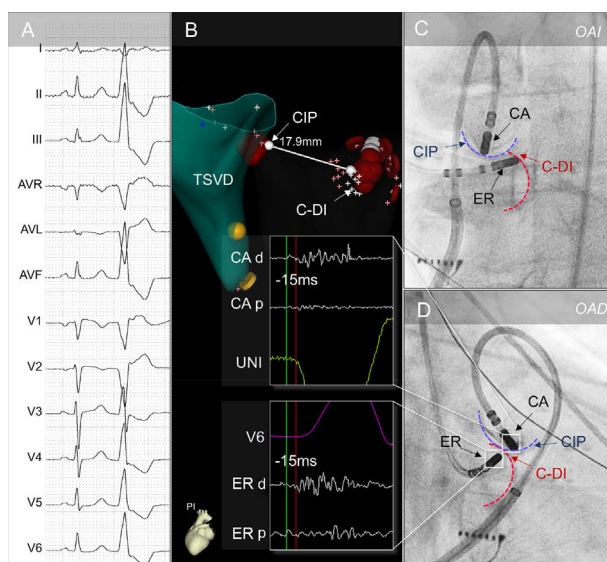 A
I
II
III
AVR
AVL
AVF
V1
V2
V3
V4
V5
V6
B
CIP
17.9mm
TSVD
C-DI
CA d
-15ms
CA p
UNI
V6
-15ms
ER d
ER p
PI
C
OAI
CA
CIP
C-DI
ER
D
OAD
CA
ER
CIP
C-DI